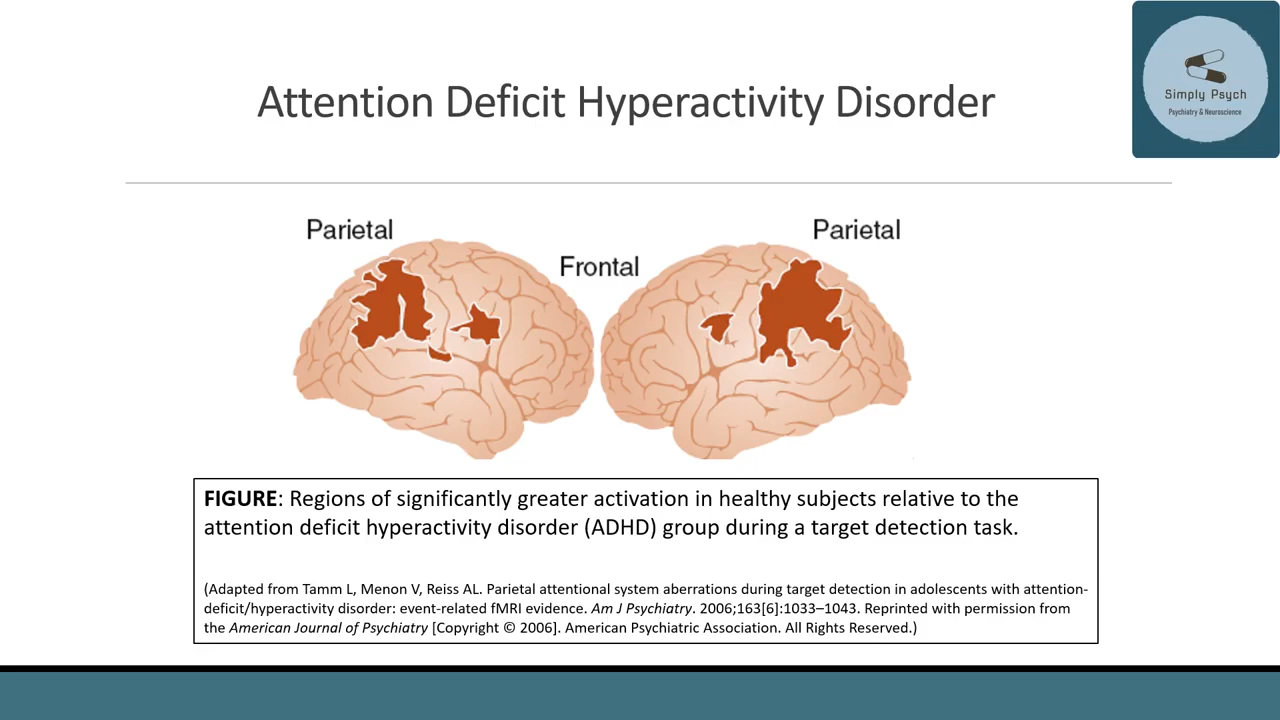 Simply Psych
Psychiatry & Neuroscience
Attention Deficit Hyperactivity Disorder
Parietal
Parietal
Frontal
FIGURE: Regions of significantly greater activation in healthy subjects relative to the
attention deficit hyperactivity disorder (ADHD) group during a target detection task.
(Adapted from Tamm L, Menon V, Reiss AL. Parietal attentional system aberrations during target detection in adolescents with attention-
deficit/hyperactivity disorder: event-related fMRI evidence. Am J Psychiatry. 2006;163[6]:1033–1043. Reprinted with permission from
the American Journal of Psychiatry [Copyright © 2006]. American Psychiatric Association. All Rights Reserved.)